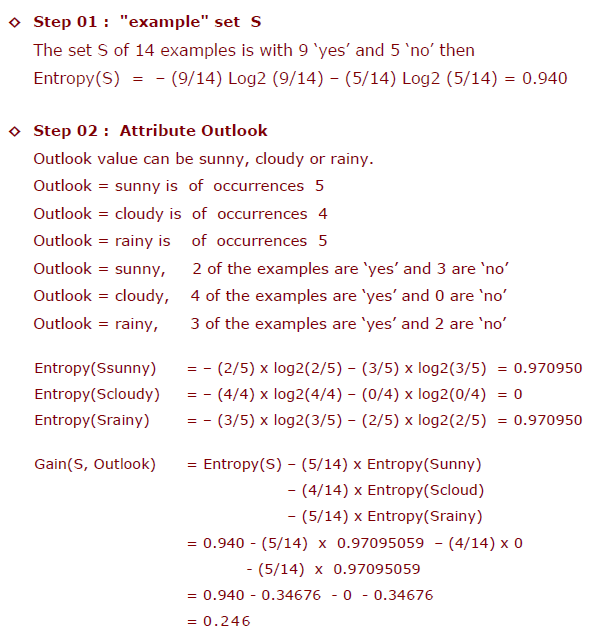 ◇ Step 01 : "example" set S
The set S of 14 examples is with 9 ‘yes’ and 5 ‘no’ then
Entropy(S) = – (9/14) Log2 (9/14) – (5/14) Log2 (5/14) = 0.940
◇ Step 02 : Attribute Outlook
Outlook value can be sunny, cloudy or rainy.
Outlook = sunny is of occurrences 5
Outlook = cloudy is of occurrences 4
Outlook = rainy is of occurrences 5
Outlook = sunny, 2 of the examples are ‘yes’ and 3 are ‘no’
Outlook = cloudy, 4 of the examples are ‘yes’ and 0 are ‘no’
Outlook = rainy, 3 of the examples are ‘yes’ and 2 are ‘no’
Entropy(Ssunny) = – (2/5) x log2(2/5) – (3/5) x log2(3/5) = 0.970950
Entropy(Scloudy) = – (4/4) x log2(4/4) – (0/4) x log2(0/4) = 0
Entropy(Srainy) = – (3/5) x log2(3/5) – (2/5) x log2(2/5) = 0.970950
Gain(S, Outlook) = Entropy(S) – (5/14) x Entropy(Sunny)
– (4/14) x Entropy(Scloud)
– (5/14) x Entropy(Srainy)
= 0.940 - (5/14) x 0.97095059 – (4/14) x 0
- (5/14) x 0.97095059
= 0.940 - 0.34676 - 0 - 0.34676
= 0.246